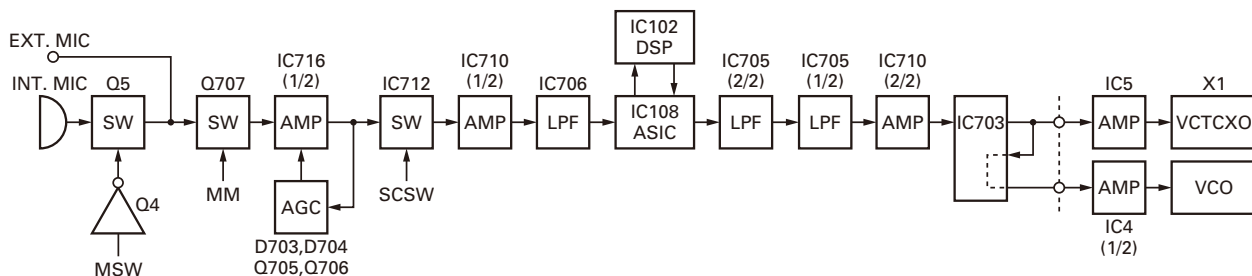 EXT. MIC
INT. MIC
Q5
SW
Q4
MSW
Q707
SW
MM
IC716
(1/2)
AMP
AGC
D703,D704
Q705,Q706
IC712
SW
SCSW
IC710
(1/2)
AMP
IC706
LPF
IC102
DSP
IC108
ASIC
IC705
(2/2)
LPF
IC705
(1/2)
LPF
IC710
(2/2)
AMP
IC703
IC5
AMP
X1
VCTCXO
AMP
IC4
(1/2)
VCO